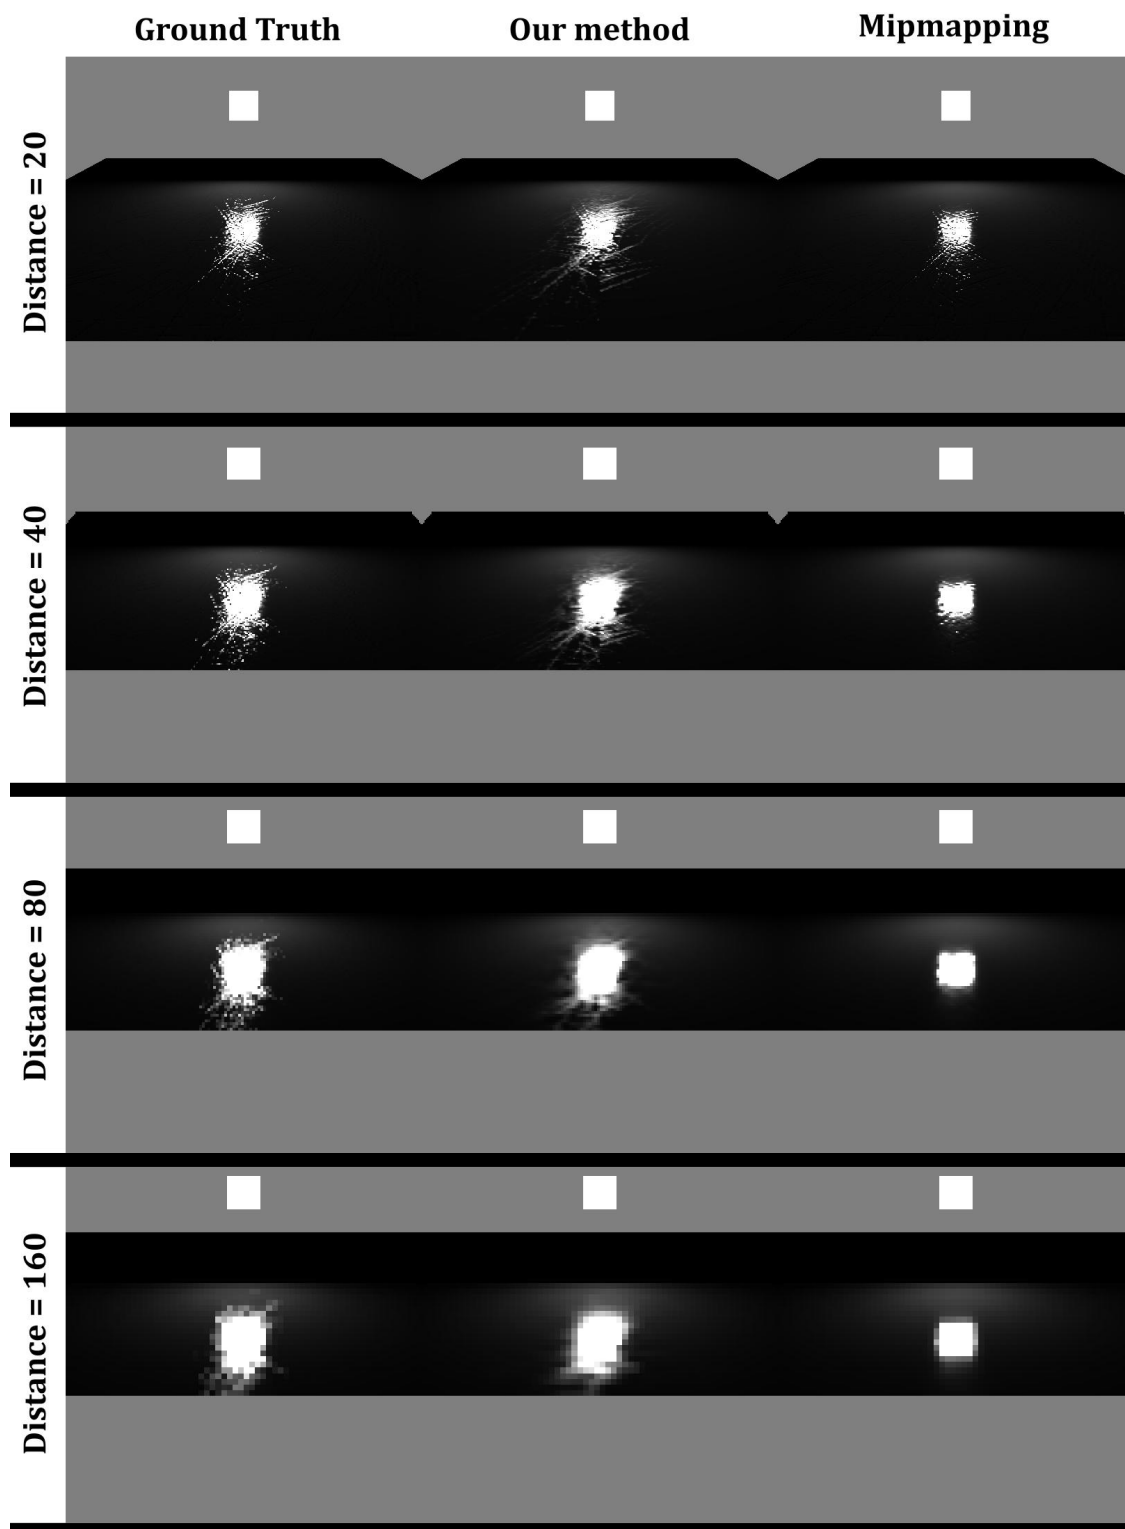 Ground Truth
Our method
Mipmapping
Distance = 20
Distance = 40
Distance = 80
Distance = 160